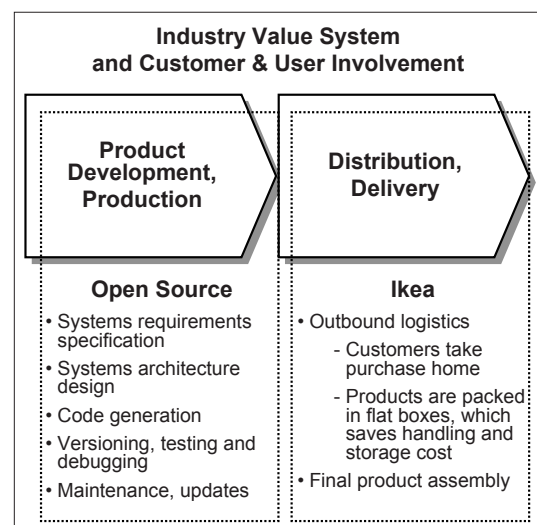 Industry Value System
and Customer & User Involvement
Product
Development,
Production
Distribution,
Delivery
Open Source
• Systems requirements
specification
• Systems architecture
design
• Code generation
• Versioning, testing and
debugging
• Maintenance, updates
Ikea
• Outbound logistics
- Customers take
purchase home
- Products are packed
in flat boxes, which
saves handling and
storage cost
• Final product assembly